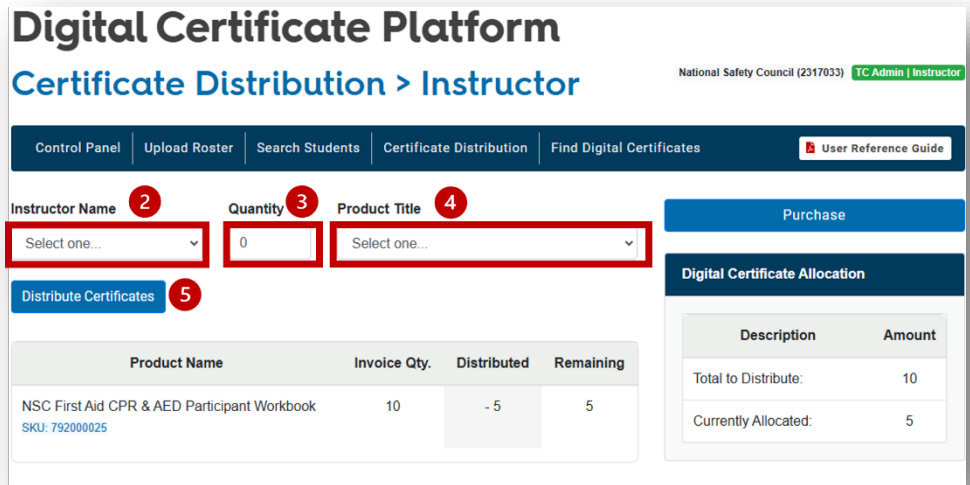 Digital Certificate Platform
Certificate Distribution > Instructor
National Safety Council (2317033) TC Admin | Instructor
Control Panel Upload Roster Search Students Certificate Distribution Find Digital Certificates User Reference Guide
Instructor Name 2 Quantity 3 Product Title 4
Select one... 0 Select one...
Purchase
Distribute Certificates 5
Digital Certificate Allocation
Description Amount
Total to Distribute: 10
Currently Allocated: 5
Product Name Invoice Qty. Distributed Remaining
NSC First Aid CPR & AED Participant Workbook 10 - 5 5
SKU: 792000025